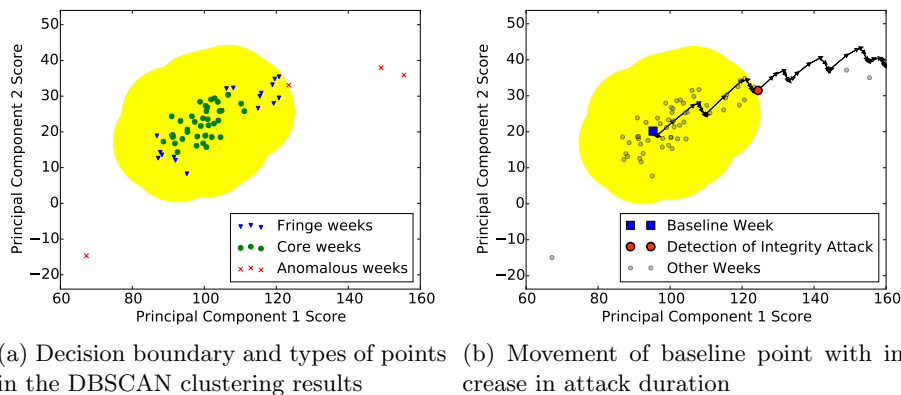 50
40
30
20
10
0
−10
−20
Principal Component 2 Score
Fringe weeks
Core weeks
Anomalous weeks
60 80 100 120 140 160
Principal Component 1 Score
50
40
30
20
10
0
−10
−20
Principal Component 2 Score
Baseline Week
Detection of Integrity Attack
Other Weeks
60 80 100 120 140 160
Principal Component 1 Score
(a) Decision boundary and types of points
in the DBSCAN clustering results
(b) Movement of baseline point with in
crease in attack duration